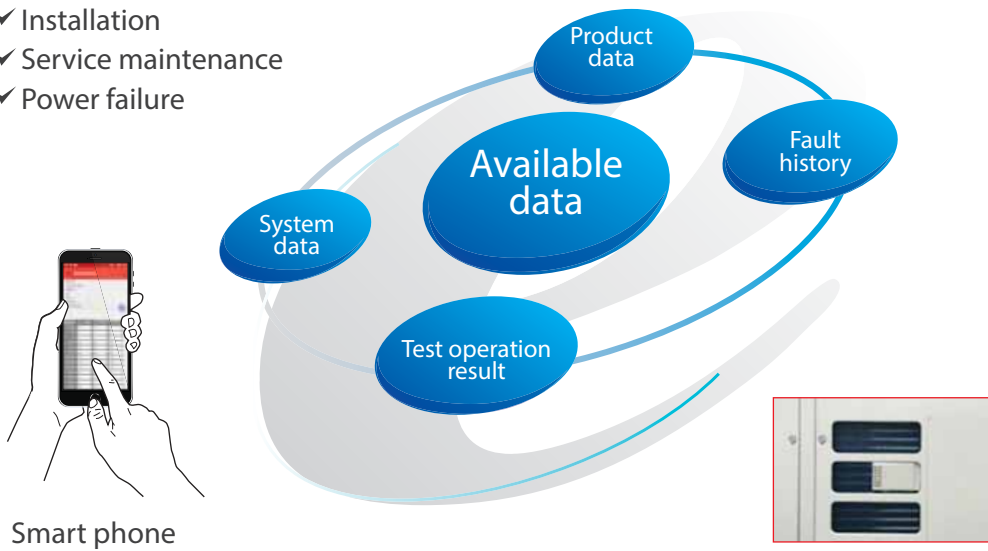 ✓ Installation
✓ Service maintenance
✓ Power failure
Product
data
Available
data
Fault
history
System
data
Test operation
result
Smart phone